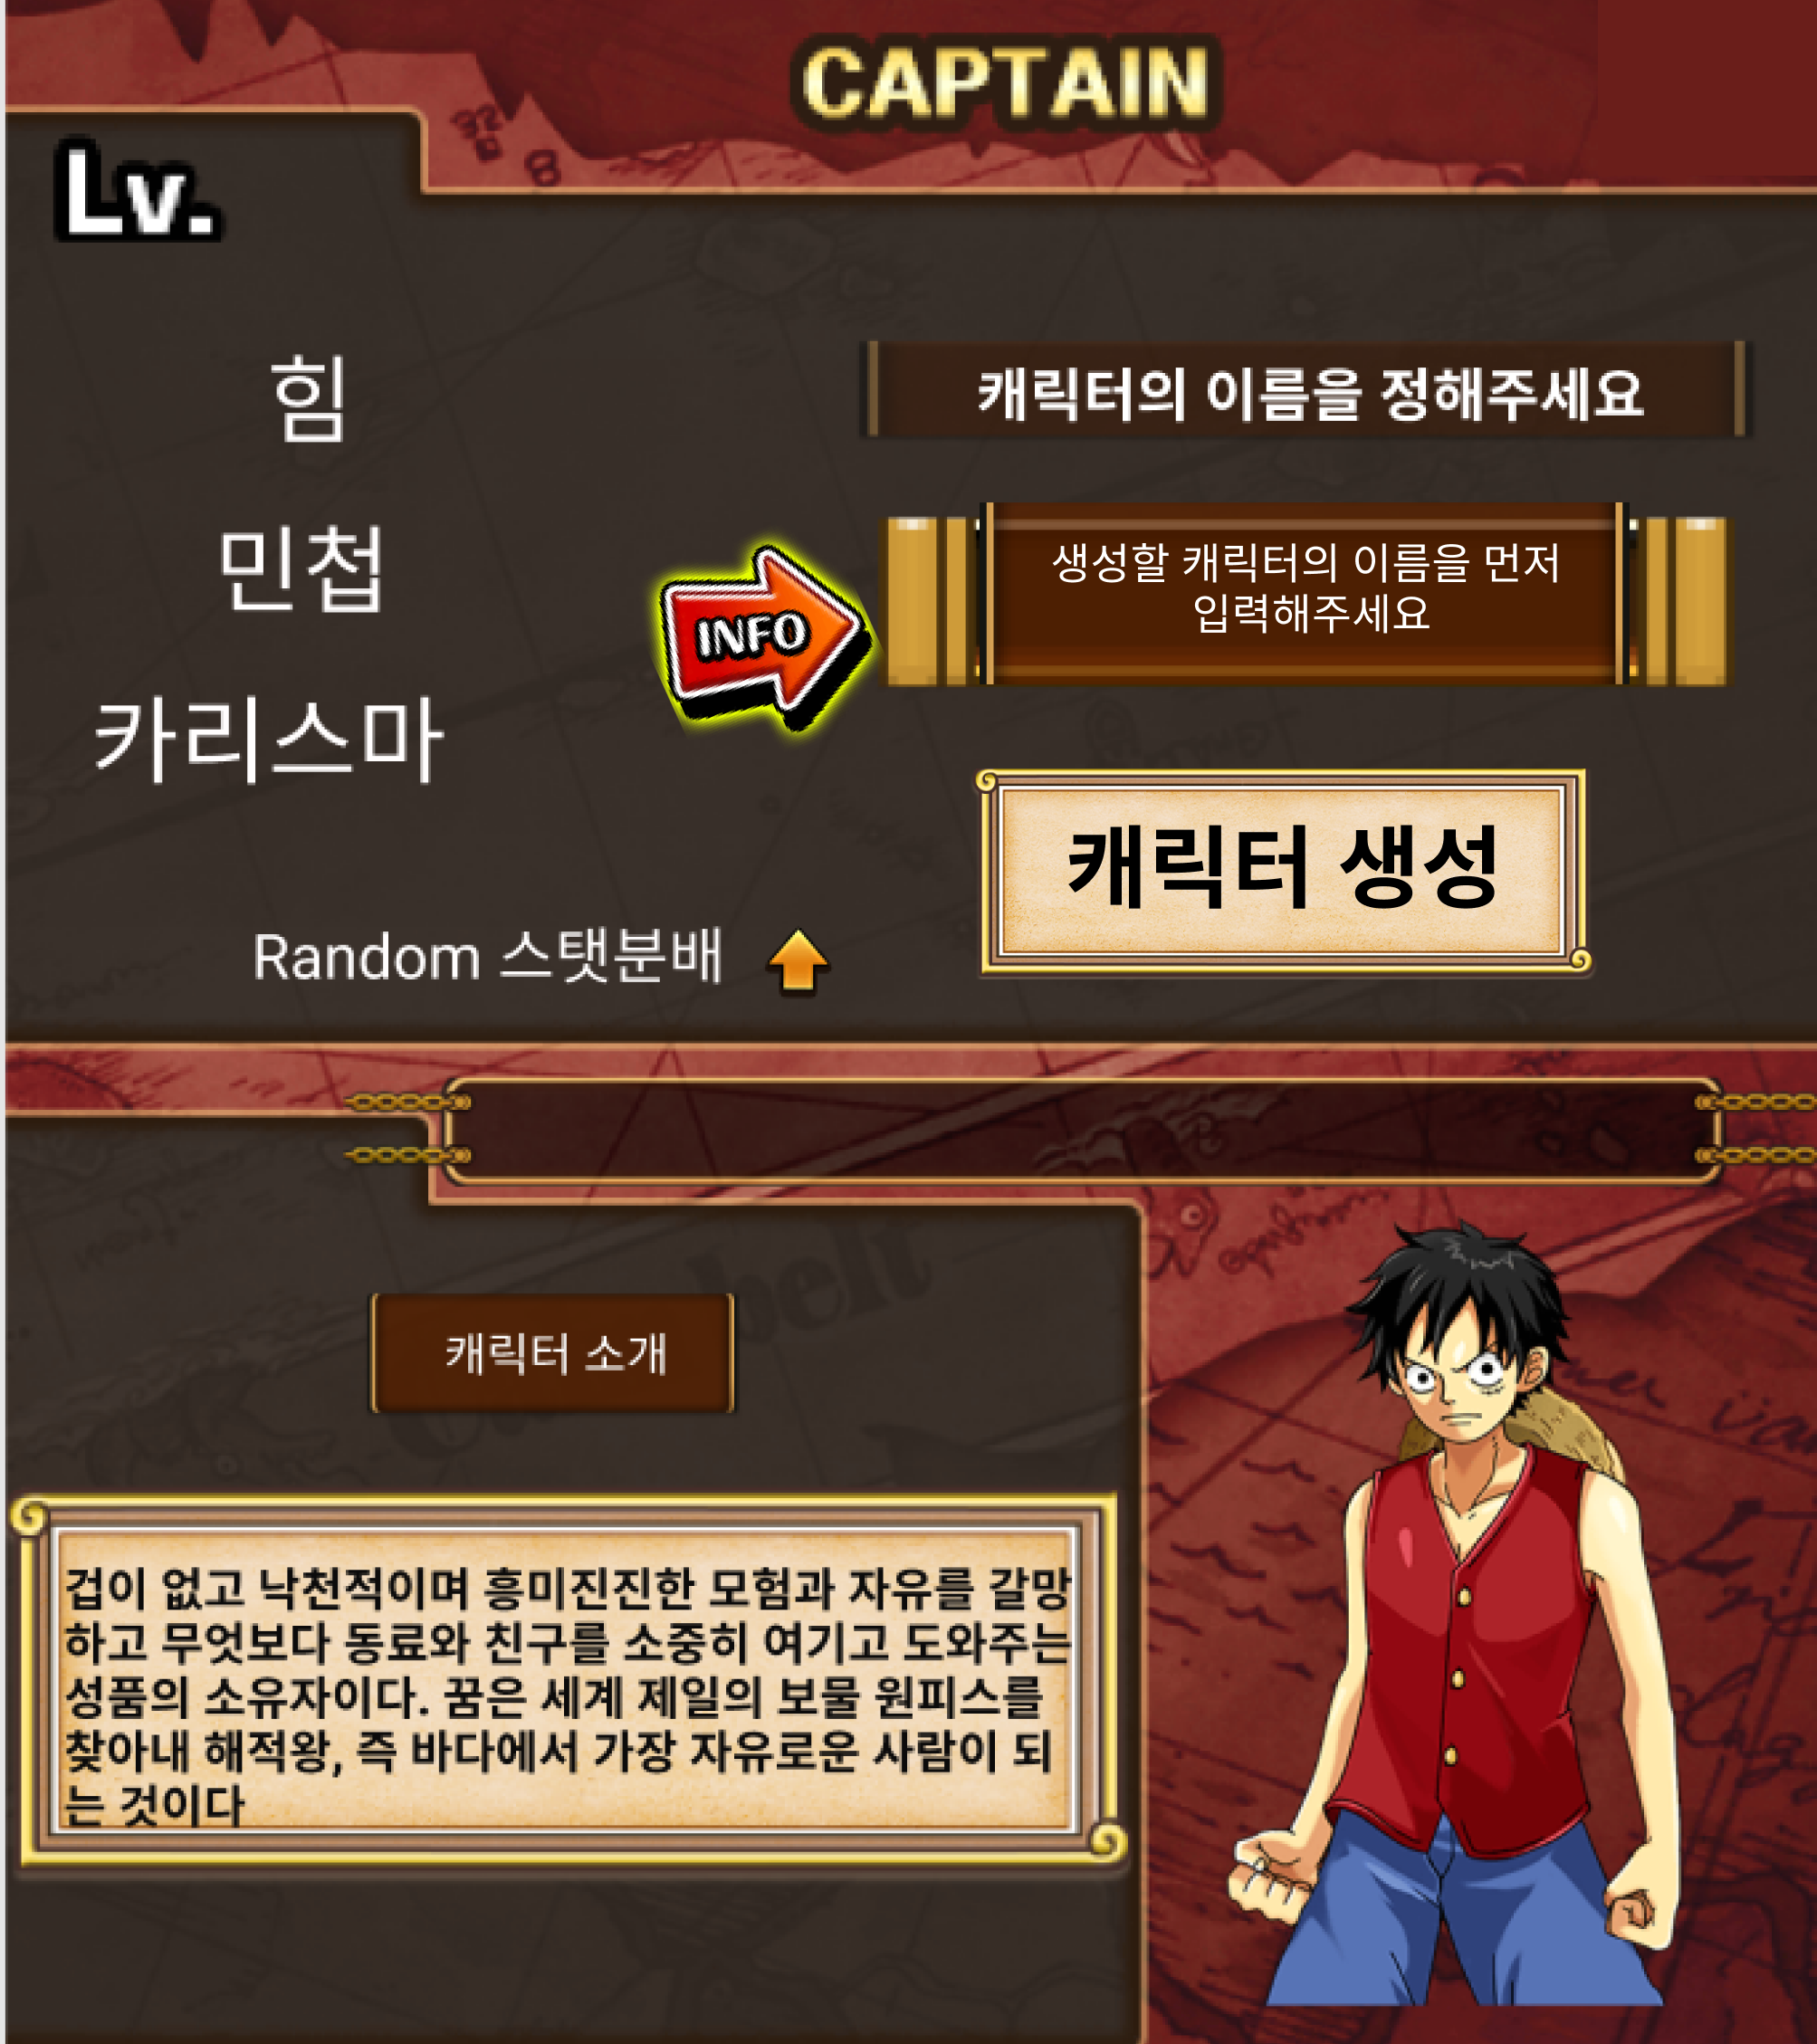 CAPTAIN
Lv.
힘
캐릭터의 이름을 정해주세요
민첩
생성할 캐릭터의 이름을 먼저
입력해주세요
INFO
카리스마
캐릭터 생성
Random 스탯분배
캐릭터 소개
겁이 없고 낙천적이며 흥미진진한 모험과 자유를 갈망
하고 무엇보다 동료와 친구를 소중히 여기고 도와주는
성품의 소유자이다. 꿈은 세계 제일의 보물 원피스를
찾아내 해적왕, 즉 바다에서 가장 자유로운 사람이 되
는 것이다